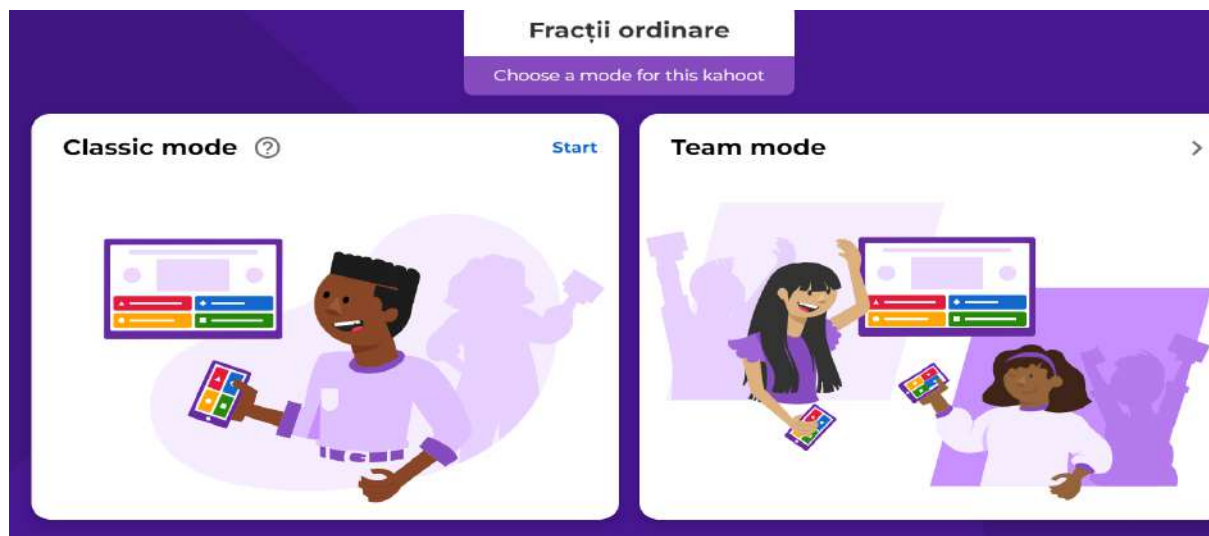 Fracții ordinare
Choose a mode for this kahoot
Classic mode
Start
Team mode